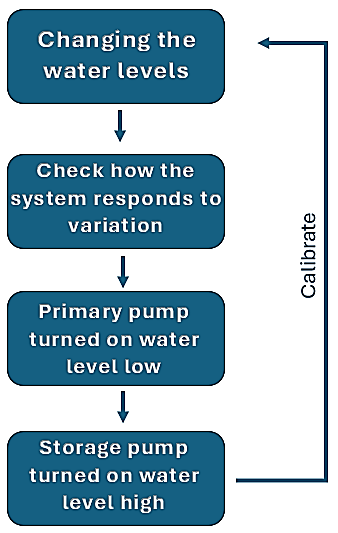 Changing the
water levels
Check how the
system responds to
variation
Primary pump
turned on water
level low
Storage pump
turned on water
level high
Calibrate